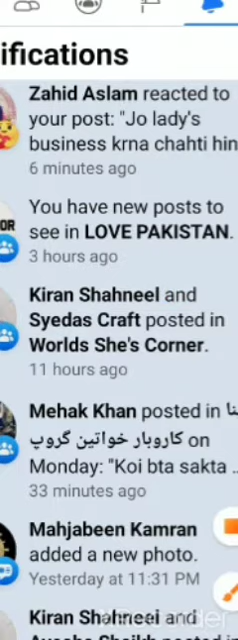 ifications
Zahid Aslam reacted to
your post: "Jo lady's
business krna chahti hin
6 minutes ago
You have new posts to
see in LOVE PAKISTAN.
3 hours ago
Kiran Shahneel and
Syedas Craft posted in
Worlds She's Corner.
11 hours ago
Mehak Khan posted in
کاروبار خواتین گروپ on
Monday: "Koi bta sakta ..
33 minutes ago
Mahjabeen Kamran
added a new photo.
Yesterday at 11:31 PM
Kiran Shahneel and